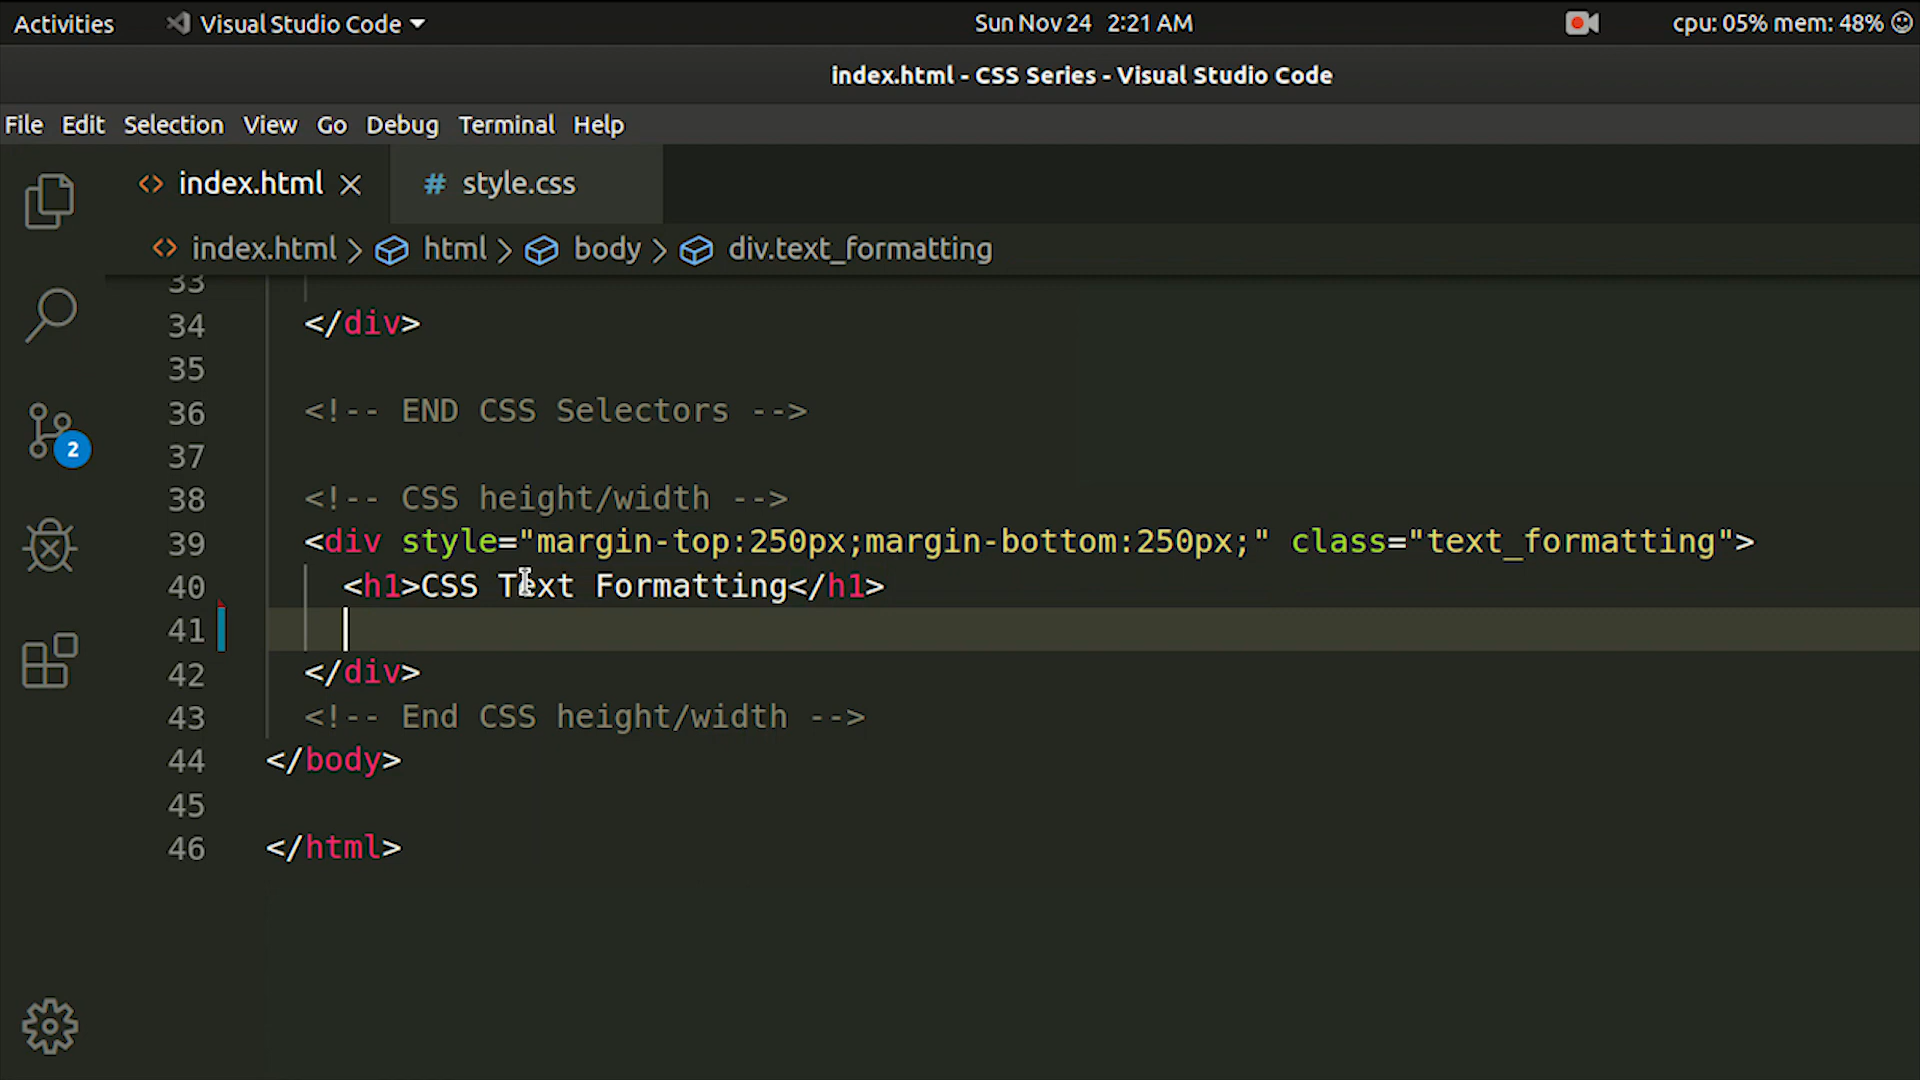 Activities Visual Studio Code Sun Nov 24 2:21 AM cpu: 05% mem: 48%
index.html - CSS Series - Visual Studio Code
File Edit Selection View Go Debug Terminal Help
<> index.html # style.css
<> index.html > html > body > div.text_formatting
33
34 </div>
35
36 <!-- END CSS Selectors -->
37
38 <!-- CSS height/width -->
39 <div style="margin-top:250px;margin-bottom:250px;" class="text_formatting">
40 <h1>CSS Text Formatting</h1>
41
42 </div>
43 <!-- End CSS height/width -->
44 </body>
45
46 </html>
2